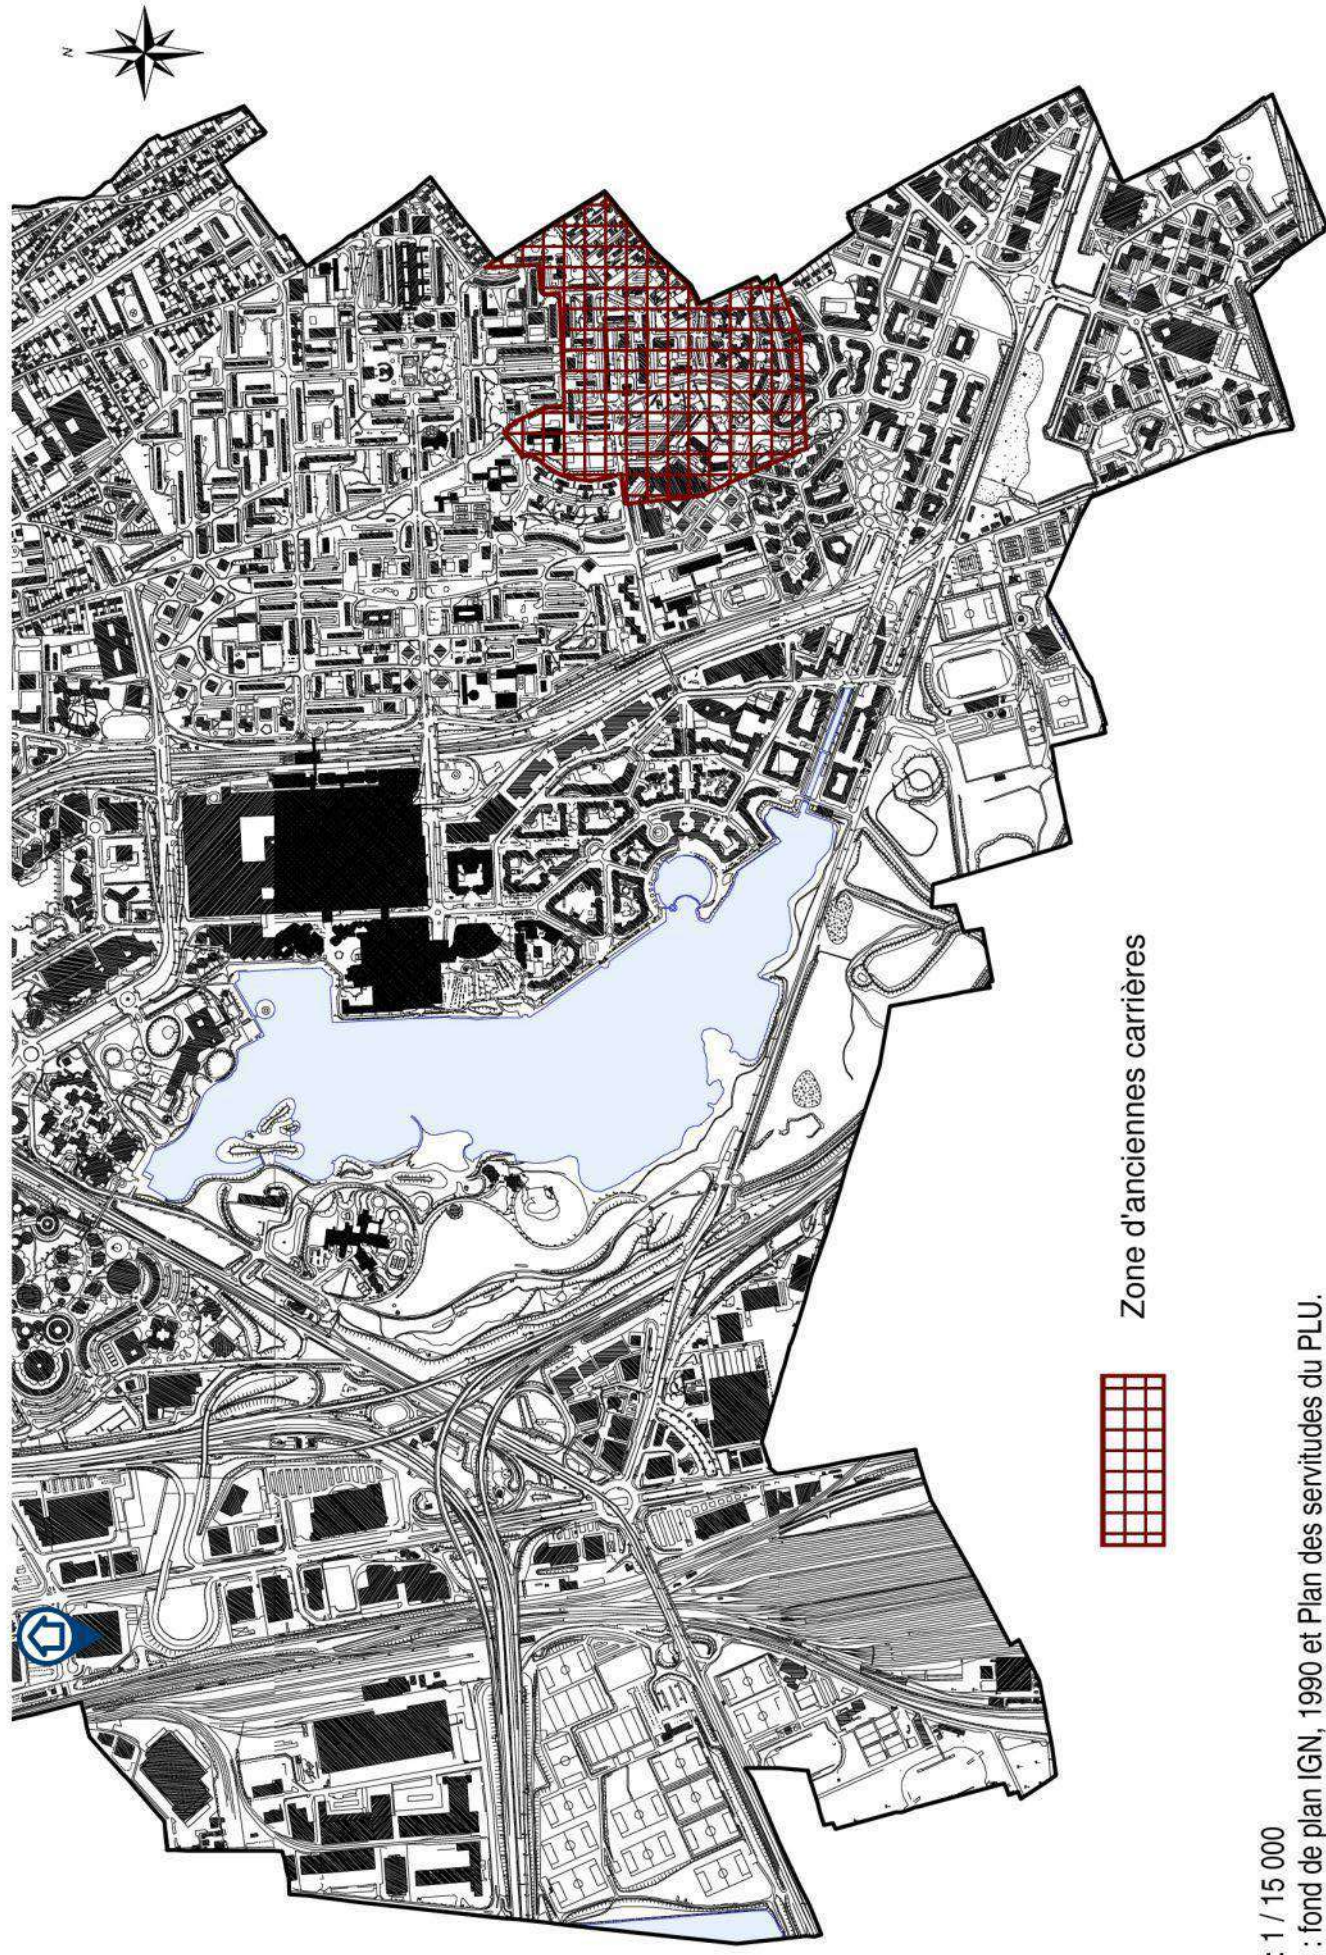 N
Zone d'anciennes carrières
: 1 / 15 000
: fond de plan IGN, 1990 et Plan des servitudes du PLU.